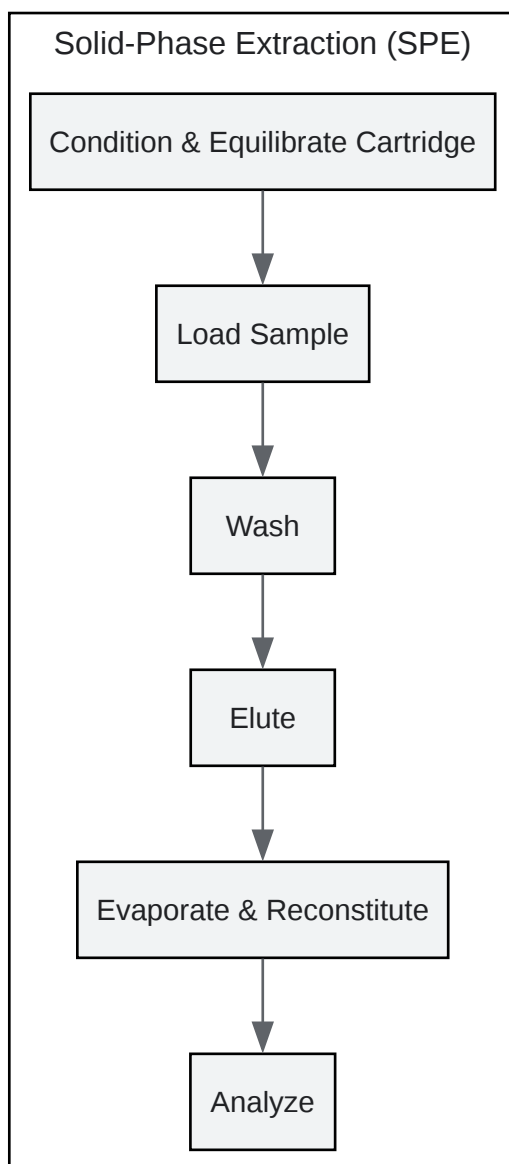 Solid-Phase Extraction (SPE)
Condition & Equilibrate Cartridge
Load Sample
Wash
Elute
Evaporate & Reconstitute
Analyze